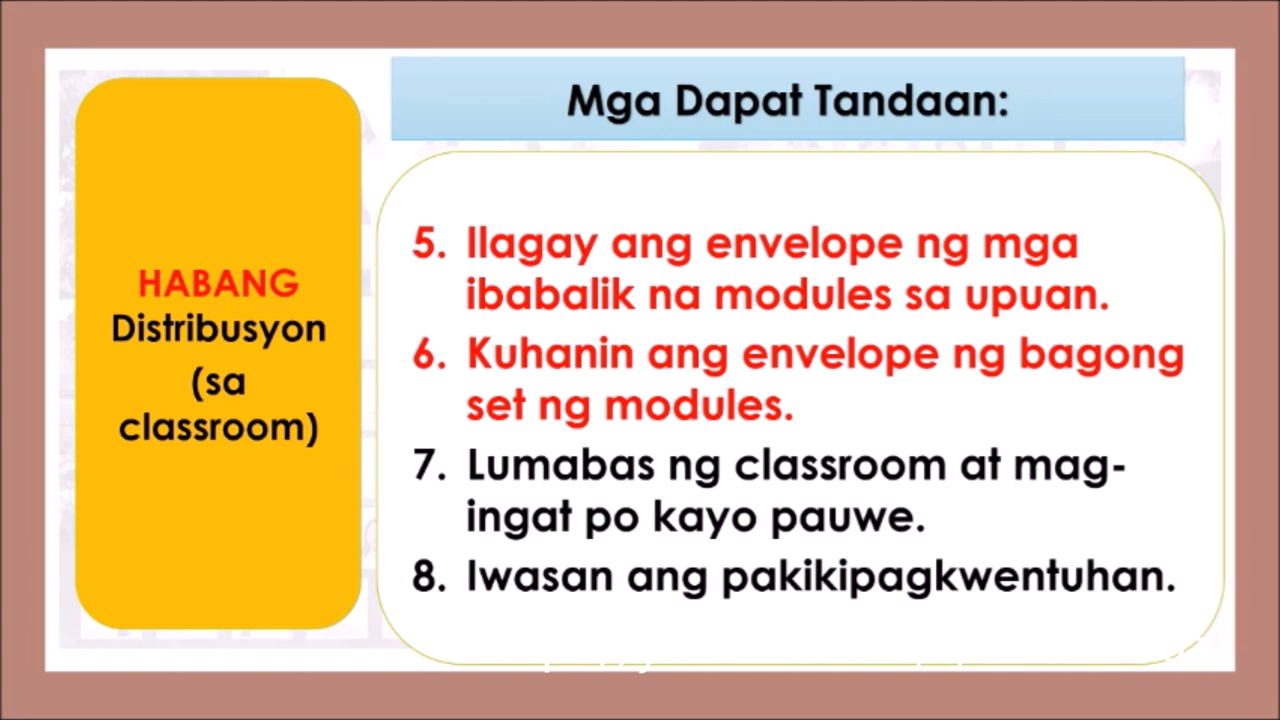 Mga Dapat Tandaan:
HABANG
Distribusyon
(sa
classroom)
5. Ilagay ang envelope ng mga
ibabalik na modules sa upuan.
6. Kuhanin ang envelope ng bagong
set ng modules.
7. Lumabas ng classroom at mag-
ingat po kayo pauwe.
8. Iwasan ang pakikipagkwentuhan.